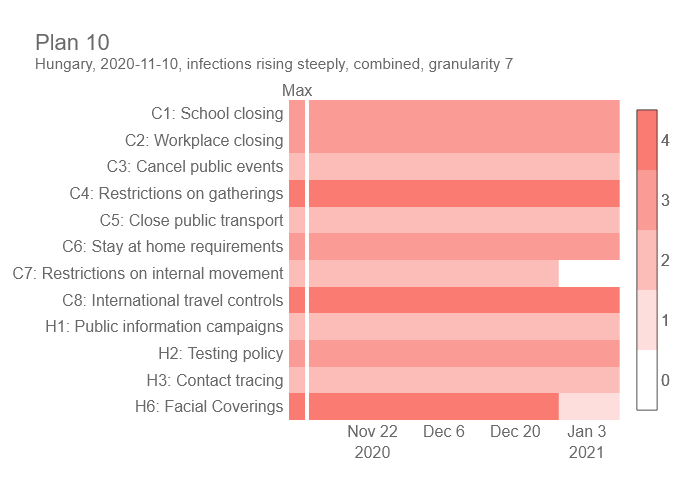 Plan 10
Hungary, 2020-11-10, infections rising steeply, combined, granularity 7
Max
C1: School closing
C2: Workplace closing
C3: Cancel public events
C4: Restrictions on gatherings
C5: Close public transport
C6: Stay at home requirements
C7: Restrictions on internal movement
C8: International travel controls
H1: Public information campaigns
H2: Testing policy
H3: Contact tracing
H6: Facial Coverings
Nov 22 Dec 6 Dec 20 Jan 3
2020 2021
4
3
2
1
0